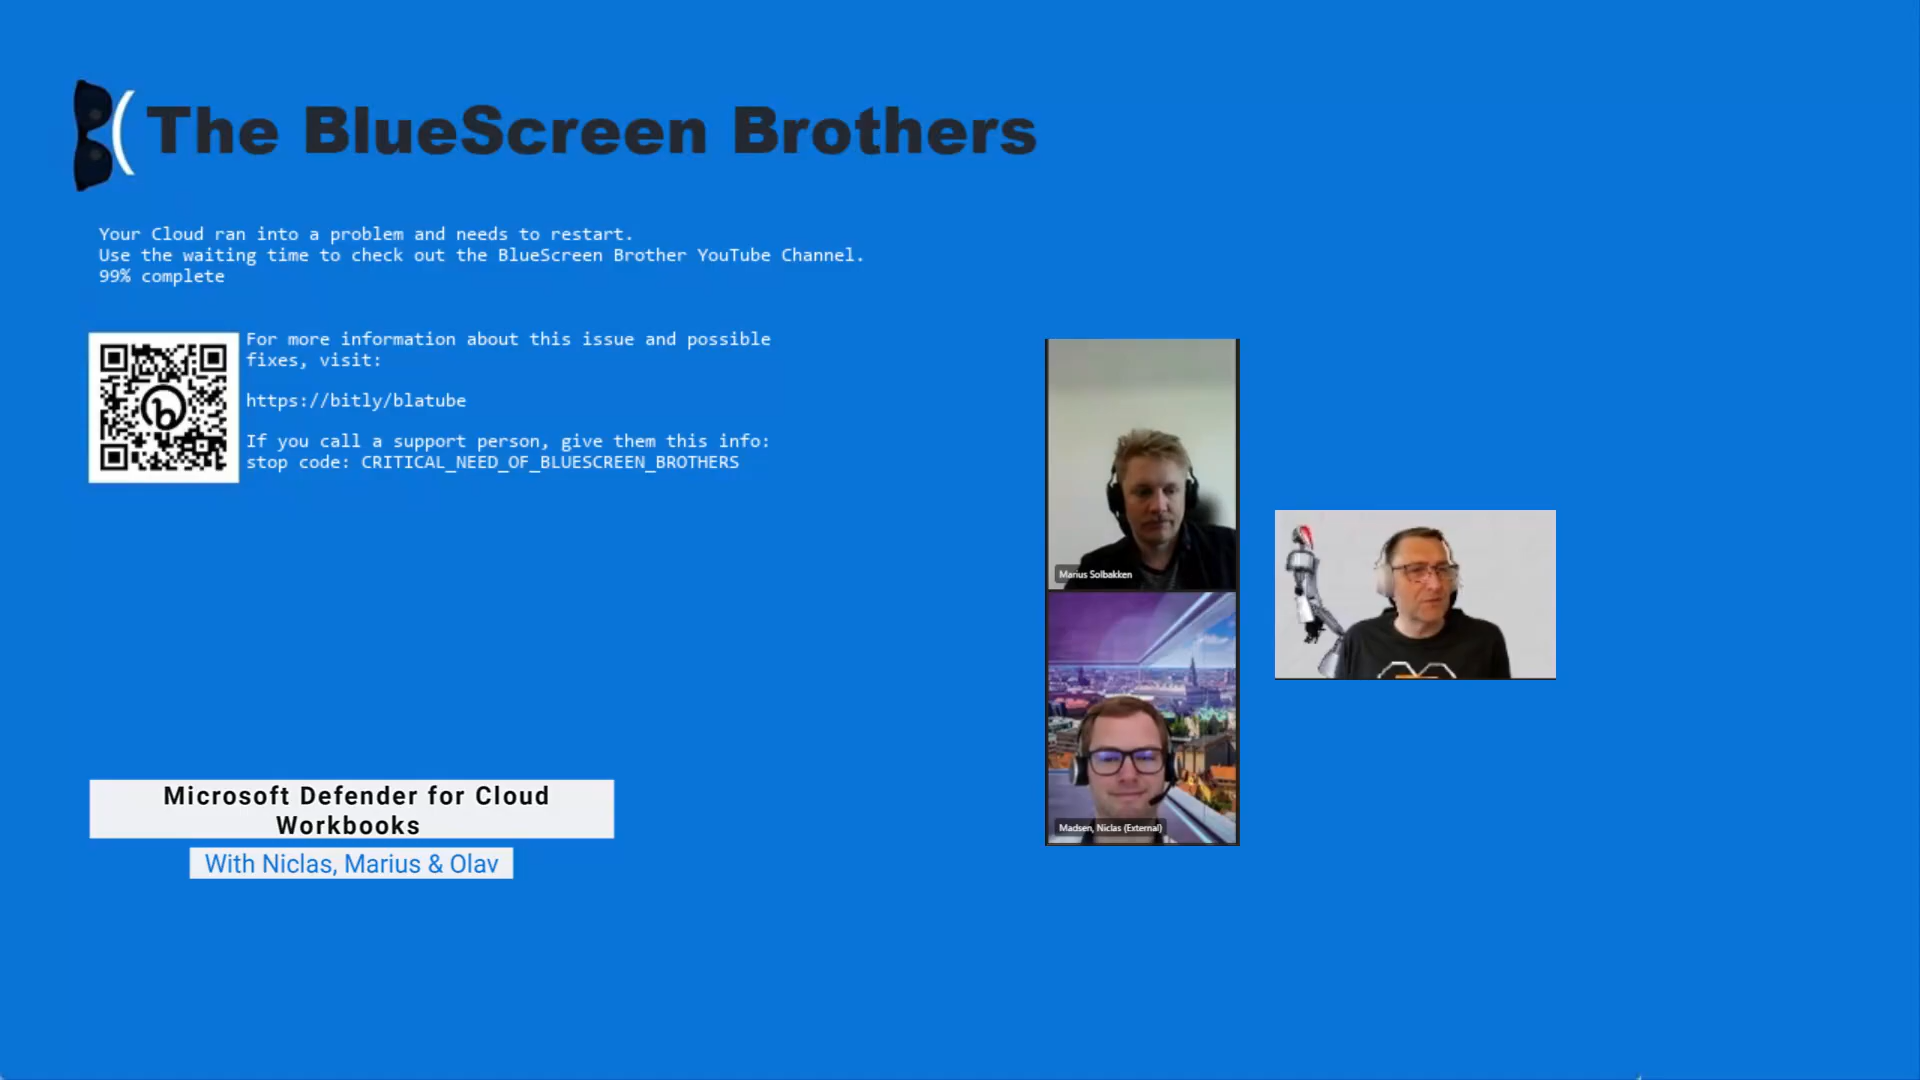 The BlueScreen Brothers
Your Cloud ran into a problem and needs to restart.
Use the waiting time to check out the BlueScreen Brother YouTube Channel.
99% complete
For more information about this issue and possible
fixes, visit:
https://bitly/blatube
If you call a support person, give them this info:
stop code: CRITICAL_NEED_OF_BLUESCREEN_BROTHERS
Marius Solbakken
Madsen, Niclas (External)
Microsoft Defender for Cloud
Workbooks
With Niclas, Marius & Olav